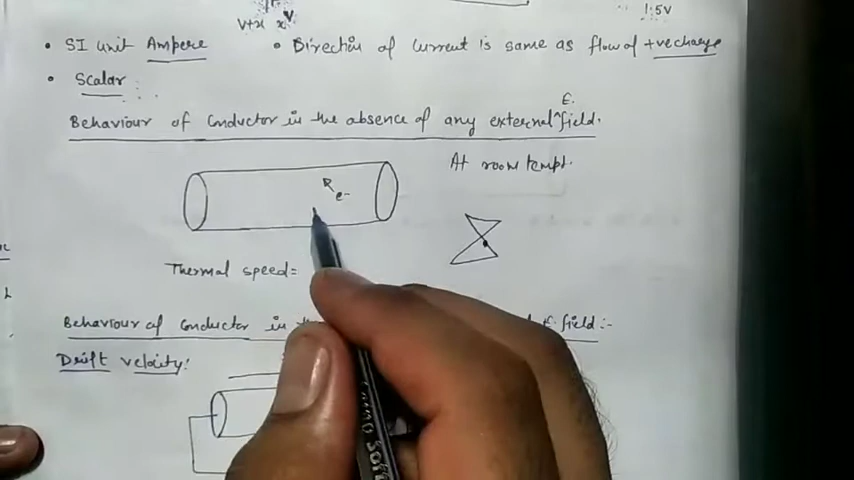 V+x x V
1.5V
• SI unit Ampere • Direction of current is same as flow of +ve charge
• Scalar
Behaviour of conductor in the absence of any external E. field.
At room tempt.
R
e-
Thermal speed=
Behaviour of conductor in E field:-
Drift velocity: